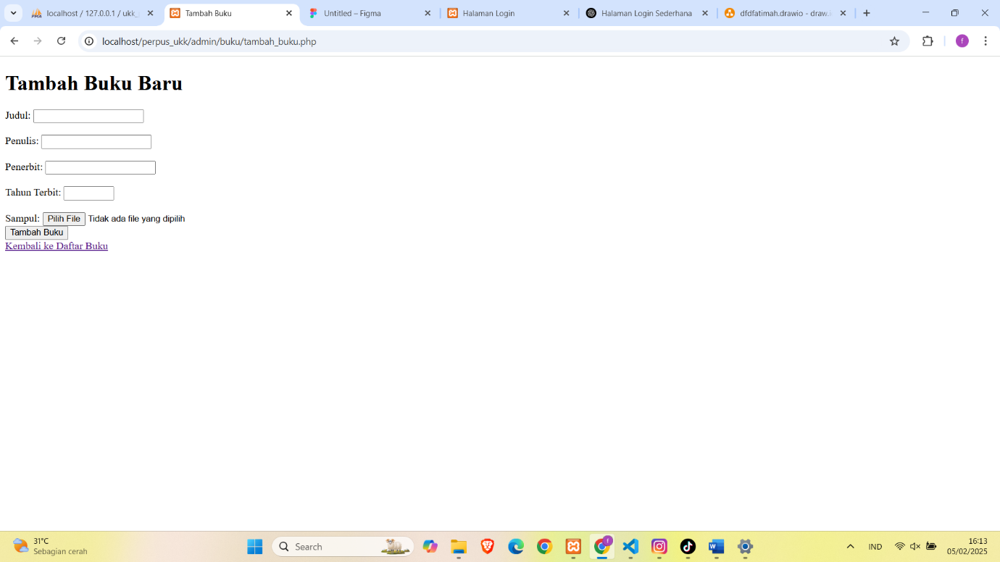 localhost / 127.0.0.1 / ukk_
Tambah Buku
Untitled – Figma
Halaman Login
Halaman Login Sederhana
dfdfatimah.drawio - draw.i
localhost/perpus_ukk/admin/buku/tambah_buku.php
f
Tambah Buku Baru
Judul:
Penulis:
Penerbit:
Tahun Terbit:
Sampul: Pilih File Tidak ada file yang dipilih
Tambah Buku
Kembali ke Daftar Buku
31°C
Sebagian cerah
Search
f
IND
16:13
05/02/2025